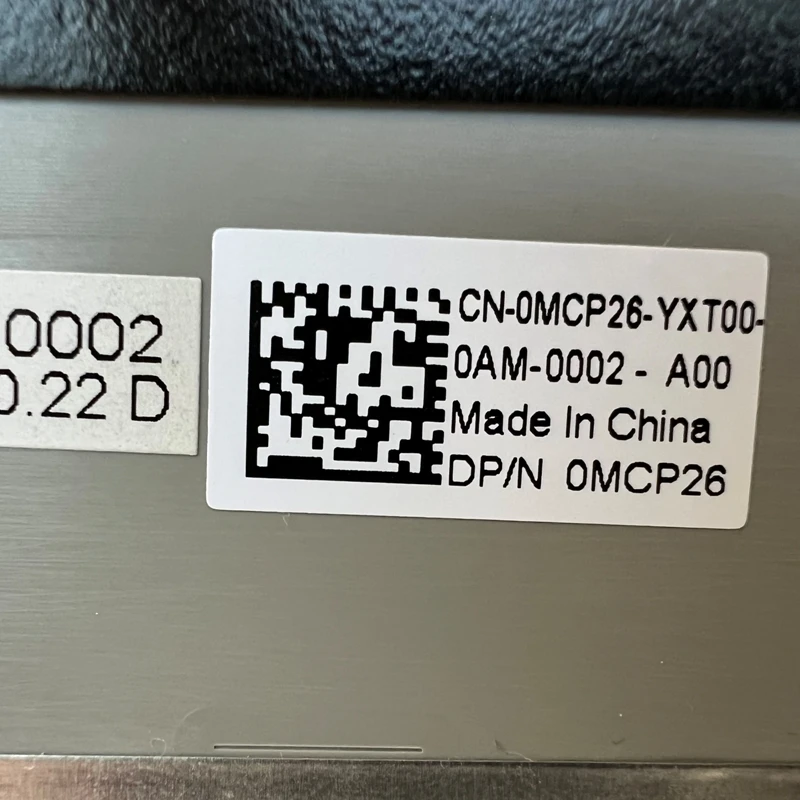 0002
0.22 D
CN-0MCP26-YXT00-
0AM-0002 - A00
Made In China
DP/N 0MCP26